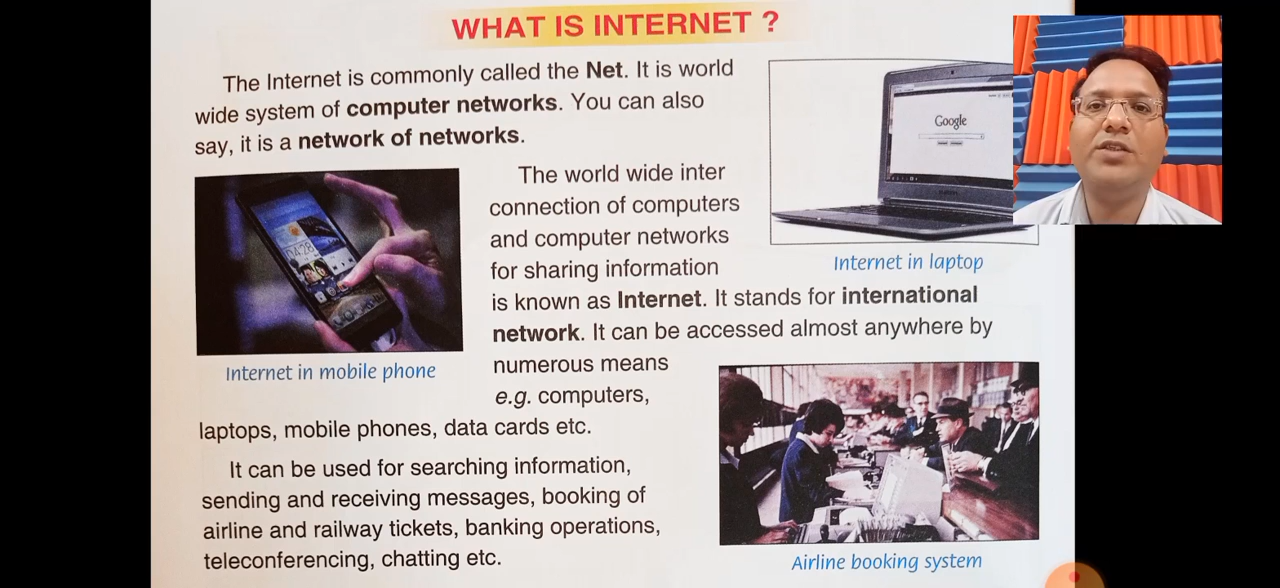 WHAT IS INTERNET ?
The Internet is commonly called the Net. It is world
wide system of computer networks. You can also
say, it is a network of networks.
Google
Internet in laptop
The world wide inter
connection of computers
and computer networks
for sharing information
is known as Internet. It stands for international
network. It can be accessed almost anywhere by
numerous means
e.g. computers,
laptops, mobile phones, data cards etc.
04:28
Internet in mobile phone
It can be used for searching information,
sending and receiving messages, booking of
airline and railway tickets, banking operations,
teleconferencing, chatting etc.
Airline booking system